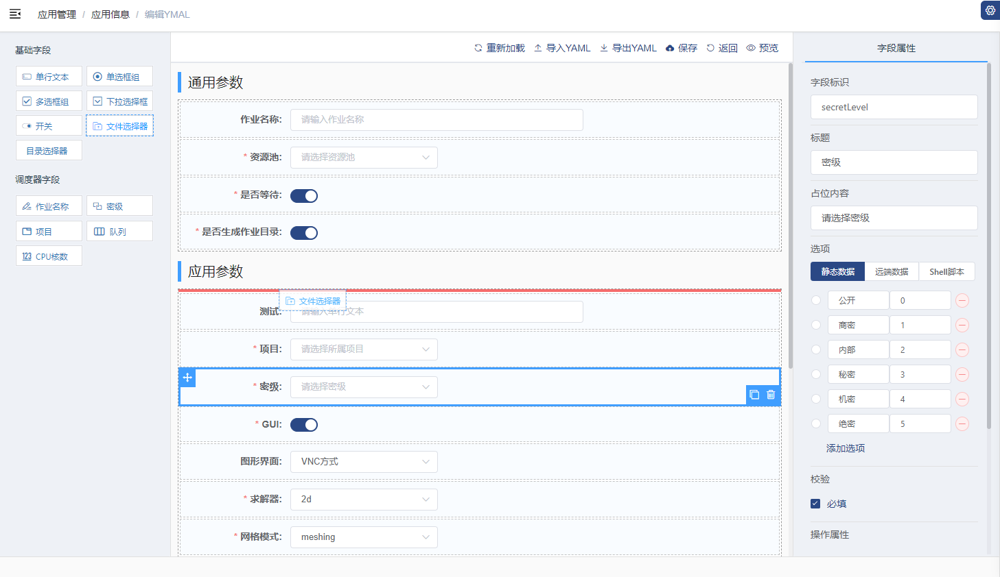 应用管理 / 应用信息 / 编辑YMAL
基础字段
单行文本 单选框组
多选框组 下拉选择框
开关 文件选择器
目录选择器
调度器字段
作业名称 密级
项目 队列
123 CPU核数
重新加载 导入YAML 导出YAML 保存 返回 预览
通用参数
作业名称: 请输入作业名称
* 资源池: 请选择资源池
* 是否等待:
* 是否生成作业目录:
应用参数
文件选择器
测试: 请输入单行文本
* 项目: 请选择所属项目
* 密级: 请选择密级
* GUI:
图形界面: VNC方式
* 求解器: 2d
* 网格模式: meshing
字段属性
字段标识
secretLevel
标题
密级
占位内容
请选择密级
选项
静态数据 远端数据 Shell脚本
公开 0
商密 1
内部 2
秘密 3
机密 4
绝密 5
添加选项
校验
必填
操作属性